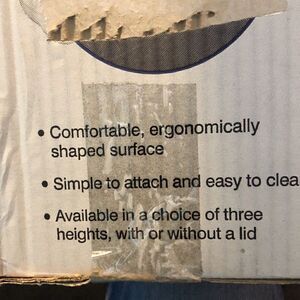 • Comfortable, ergonomically
shaped surface
• Simple to attach and easy to clea
• Available in a choice of three
heights, with or without a lid